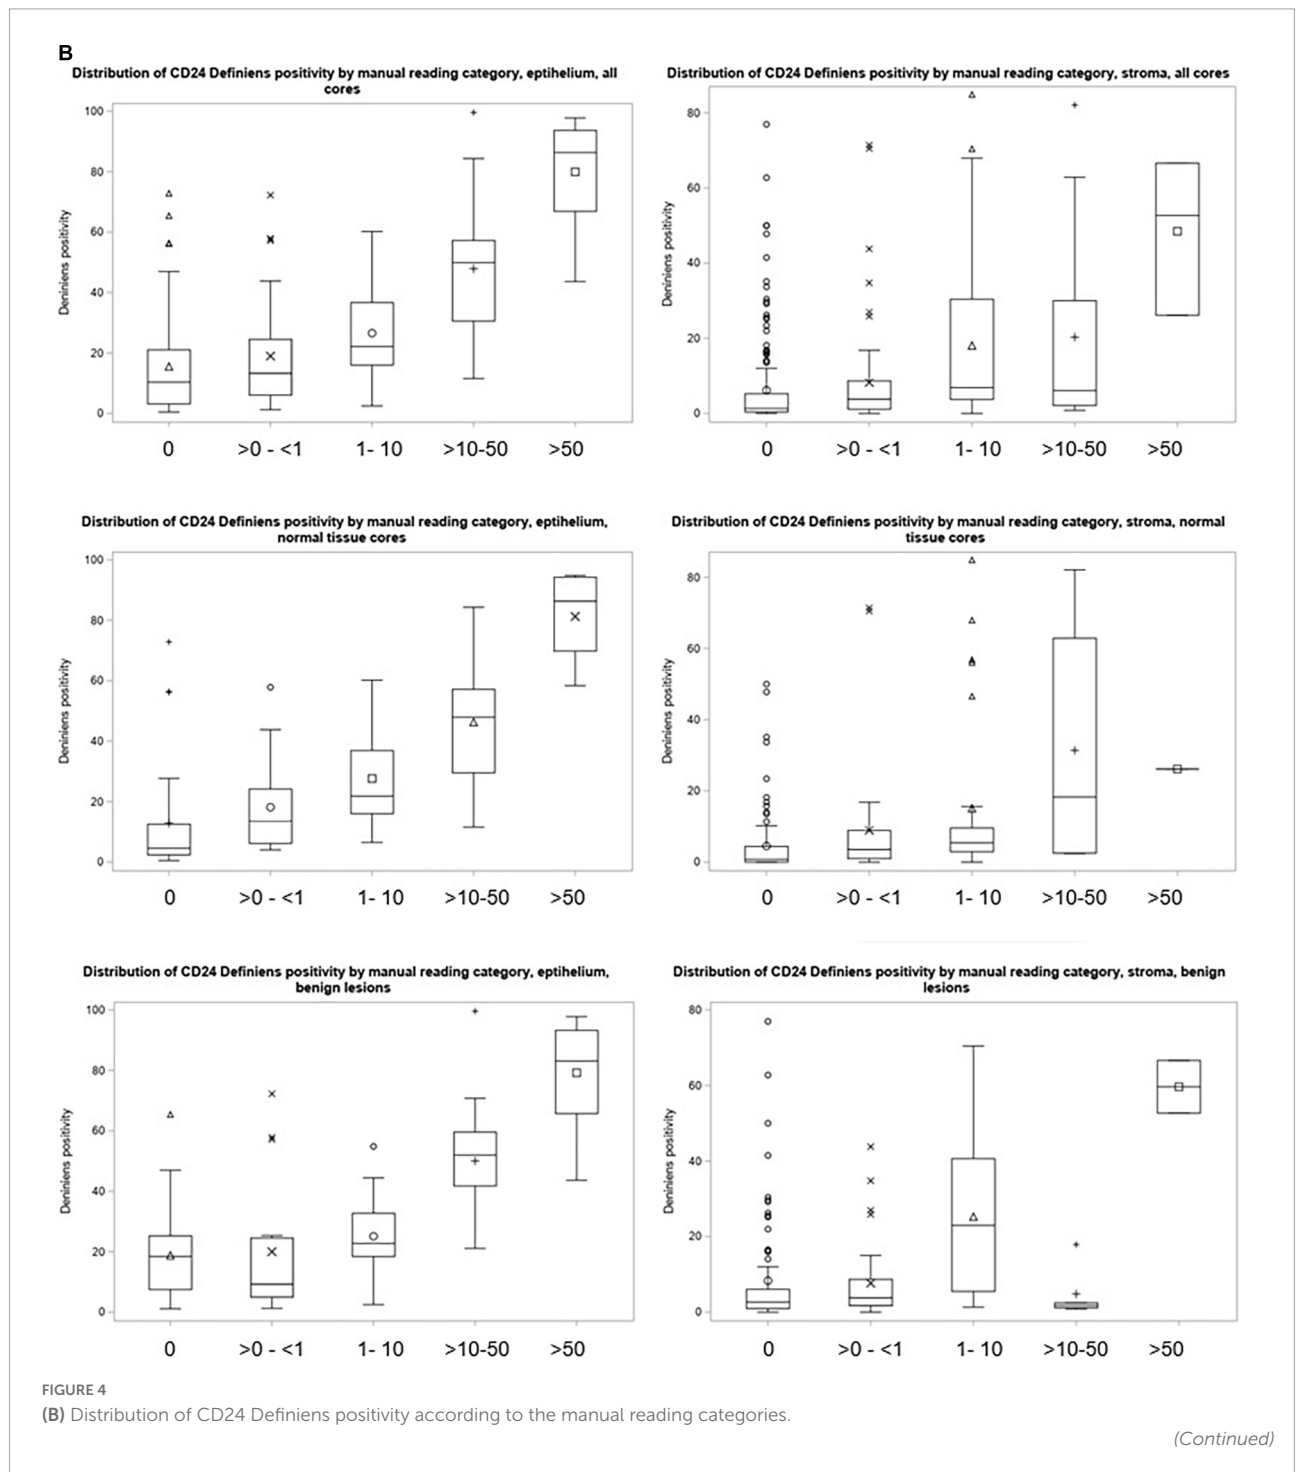 B
Distribution of CD24 Definiens positivity by manual reading category, eptihelium, all
cores
Deniniens positivity
100
80
60
40
20
0
0 >0 - <1 1- 10 >10-50 >50
Distribution of CD24 Definiens positivity by manual reading category, stroma, all cores
Deniniens positivity
80
60
40
20
0
0 >0 - <1 1- 10 >10-50 >50
Distribution of CD24 Definiens positivity by manual reading category, eptihelium,
normal tissue cores
Deniniens positivity
100
80
60
40
20
0
0 >0 - <1 1- 10 >10-50 >50
Distribution of CD24 Definiens positivity by manual reading category, stroma, normal
tissue cores
Deniniens positivity
80
60
40
20
0
0 >0 - <1 1- 10 >10-50 >50
Distribution of CD24 Definiens positivity by manual reading category, eptihelium,
benign lesions
Deniniens positivity
100
80
60
40
20
0
0 >0 - <1 1- 10 >10-50 >50
Distribution of CD24 Definiens positivity by manual reading category, stroma, benign
lesions
Deniniens positivity
80
60
40
20
0
0 >0 - <1 1- 10 >10-50 >50
FIGURE 4
(B) Distribution of CD24 Definiens positivity according to the manual reading categories.
(Continued)